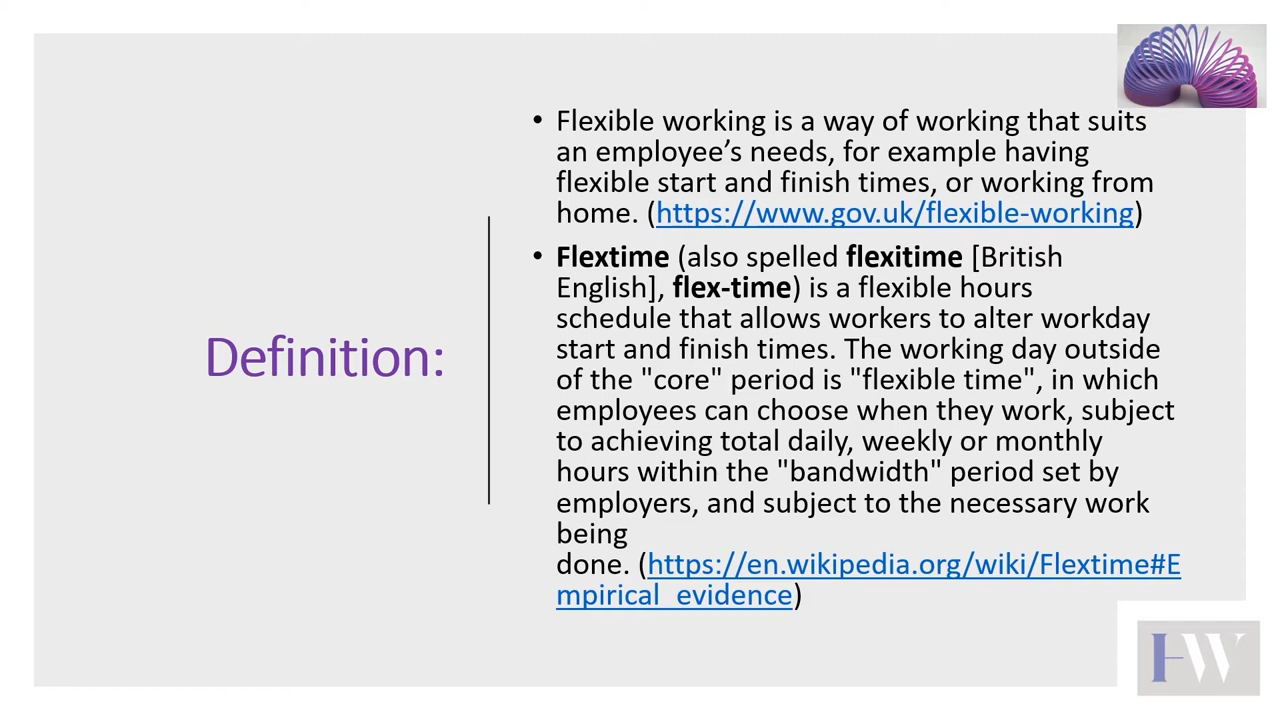 Definition:
• Flexible working is a way of working that suits
an employee’s needs, for example having
flexible start and finish times, or working from
home. (https://www.gov.uk/flexible-working)
• Flextime (also spelled flexitime [British
English], flex-time) is a flexible hours
schedule that allows workers to alter workday
start and finish times. The working day outside
of the "core" period is "flexible time", in which
employees can choose when they work, subject
to achieving total daily, weekly or monthly
hours within the "bandwidth" period set by
employers, and subject to the necessary work
being
done. (https://en.wikipedia.org/wiki/Flextime#E
mpirical_evidence)
HW